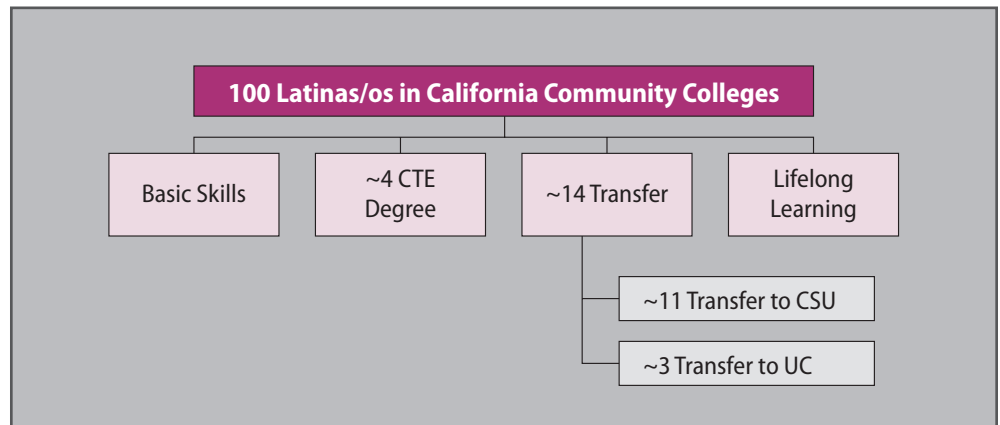 100 Latinas/os in California Community Colleges
Basic Skills
~4 CTE
Degree
~14 Transfer
Lifelong
Learning
~11 Transfer to CSU
~3 Transfer to UC